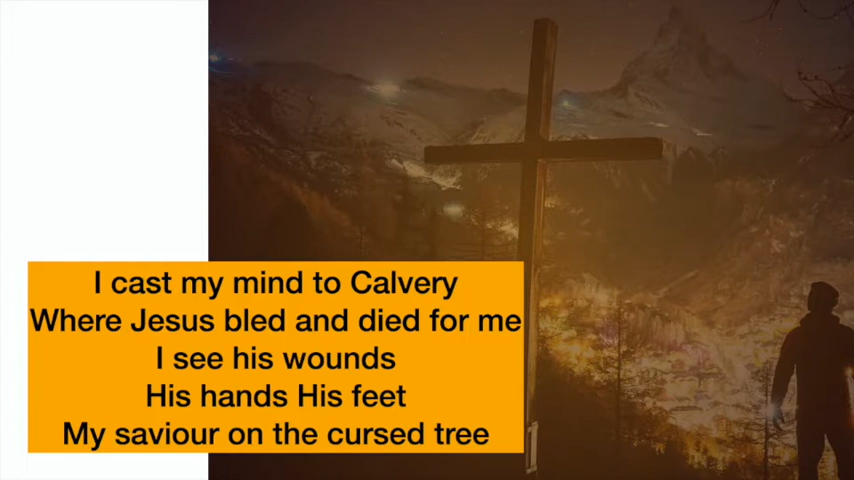 I cast my mind to Calvery
Where Jesus bled and died for me
I see his wounds
His hands His feet
My saviour on the cursed tree